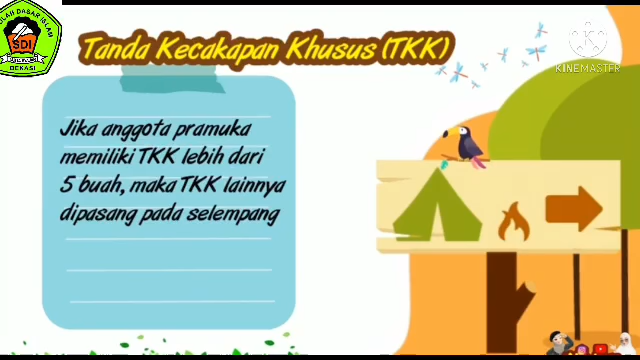 Tanda Kecakapan Khusus (TKK)
KINEMASTER
SDI
BEKASI
Jika anggota pramuka
memiliki TKK lebih dari
5 buah, maka TKK lainnya
dipasang pada selempang